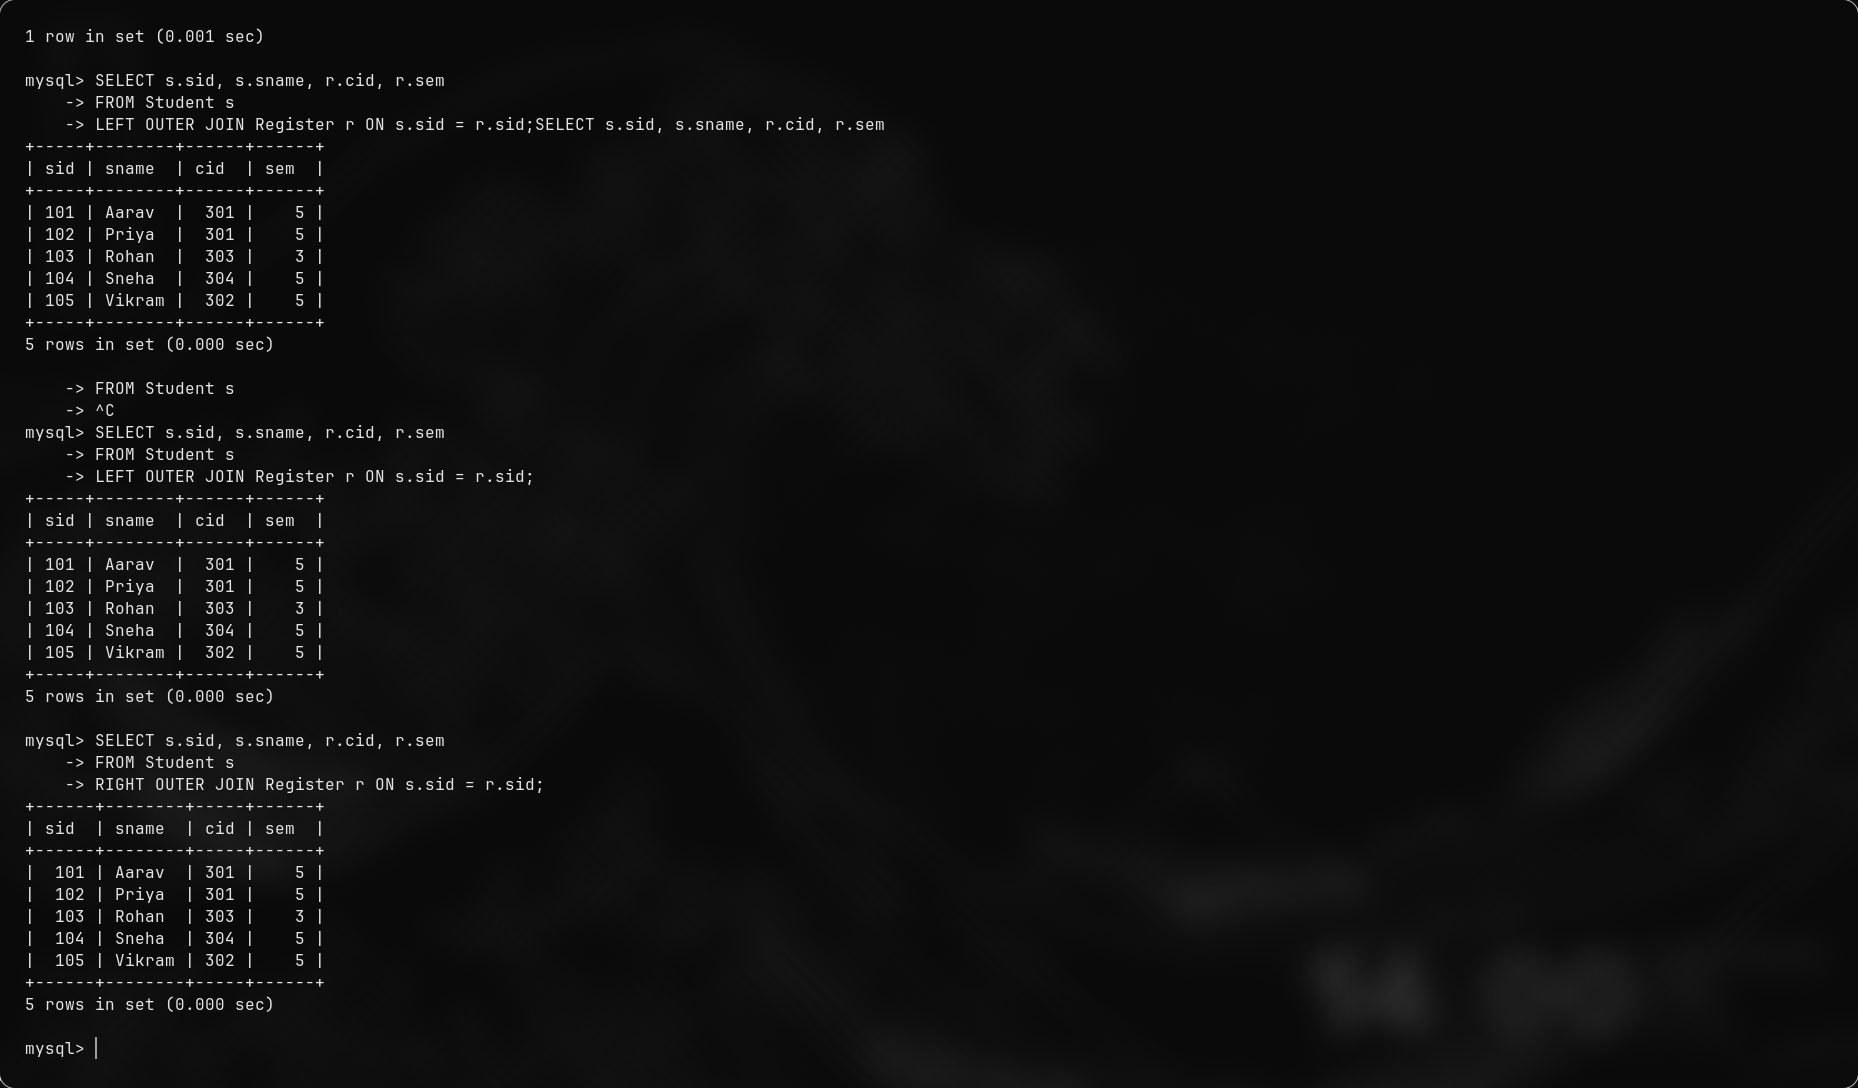 1 row in set (0.001 sec)

mysql> SELECT s.sid, s.sname, r.cid, r.sem
    -> FROM Student s
    -> LEFT OUTER JOIN Register r ON s.sid = r.sid;SELECT s.sid, s.sname, r.cid, r.sem
+-----+--------+------+------+
| sid | sname  | cid  | sem  |
+-----+--------+------+------+
| 101 | Aarav  |  301 |    5 |
| 102 | Priya  |  301 |    5 |
| 103 | Rohan  |  303 |    3 |
| 104 | Sneha  |  304 |    5 |
| 105 | Vikram |  302 |    5 |
+-----+--------+------+------+
5 rows in set (0.000 sec)

    -> FROM Student s
    -> ^C
mysql> SELECT s.sid, s.sname, r.cid, r.sem
    -> FROM Student s
    -> LEFT OUTER JOIN Register r ON s.sid = r.sid;
+-----+--------+------+------+
| sid | sname  | cid  | sem  |
+-----+--------+------+------+
| 101 | Aarav  |  301 |    5 |
| 102 | Priya  |  301 |    5 |
| 103 | Rohan  |  303 |    3 |
| 104 | Sneha  |  304 |    5 |
| 105 | Vikram |  302 |    5 |
+-----+--------+------+------+
5 rows in set (0.000 sec)

mysql> SELECT s.sid, s.sname, r.cid, r.sem
    -> FROM Student s
    -> RIGHT OUTER JOIN Register r ON s.sid = r.sid;
+------+--------+-----+------+
| sid  | sname  | cid | sem  |
+------+--------+-----+------+
|  101 | Aarav  | 301 |    5 |
|  102 | Priya  | 301 |    5 |
|  103 | Rohan  | 303 |    3 |
|  104 | Sneha  | 304 |    5 |
|  105 | Vikram | 302 |    5 |
+------+--------+-----+------+
5 rows in set (0.000 sec)

mysql>